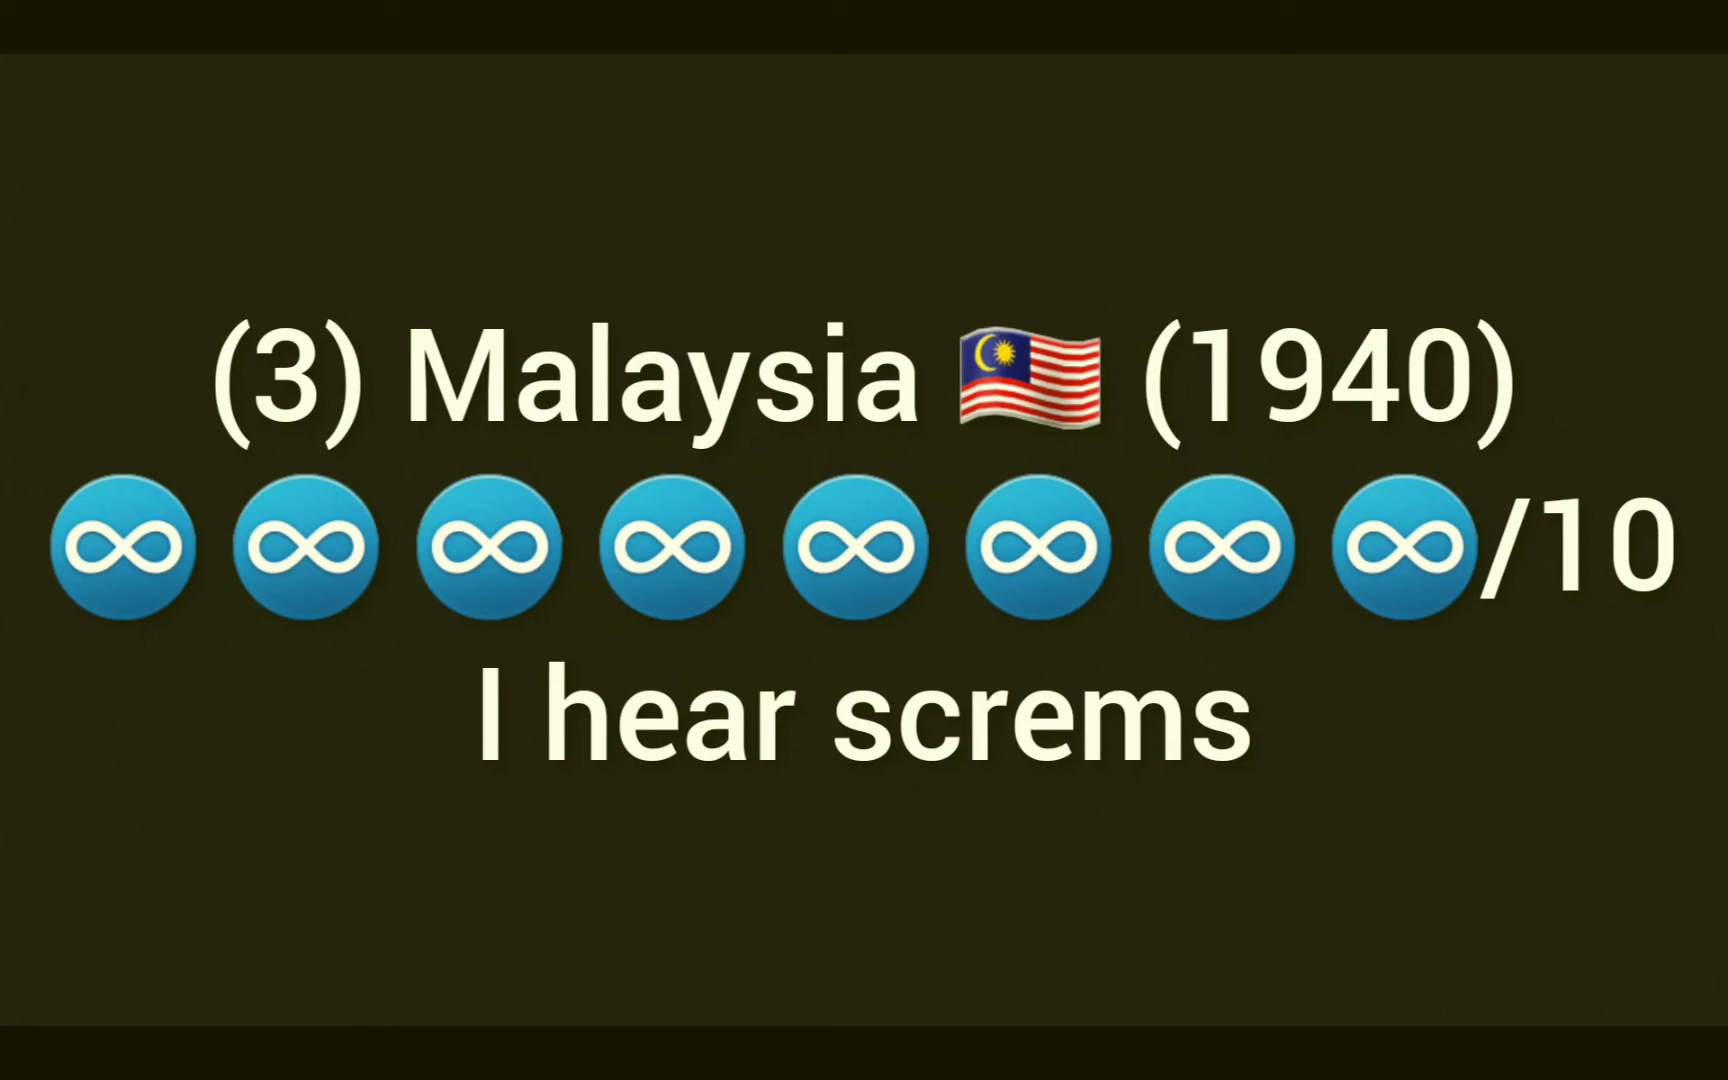 (3) Malaysia 🇲🇾 (1940)
♾ ♾ ♾ ♾ ♾ ♾ ♾ ♾/10
I hear screms